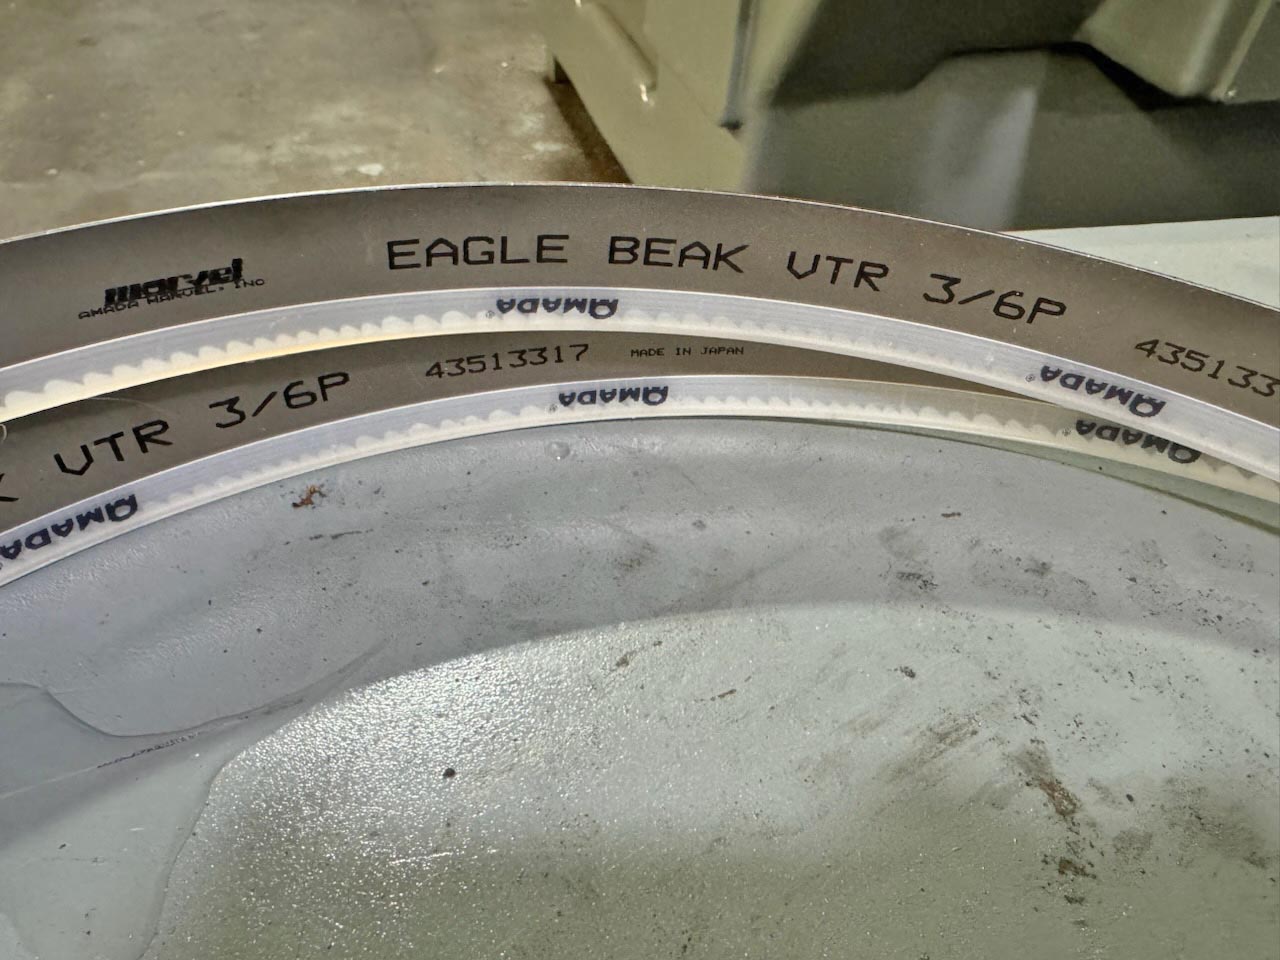 marvel
AMADA MARVEL, INC
EAGLE BEAK VTR 3/6P
435133
AMADA
AMADA
K VTR 3/6P
43513317
MADE IN JAPAN
AMADA
AMADA
AMADA